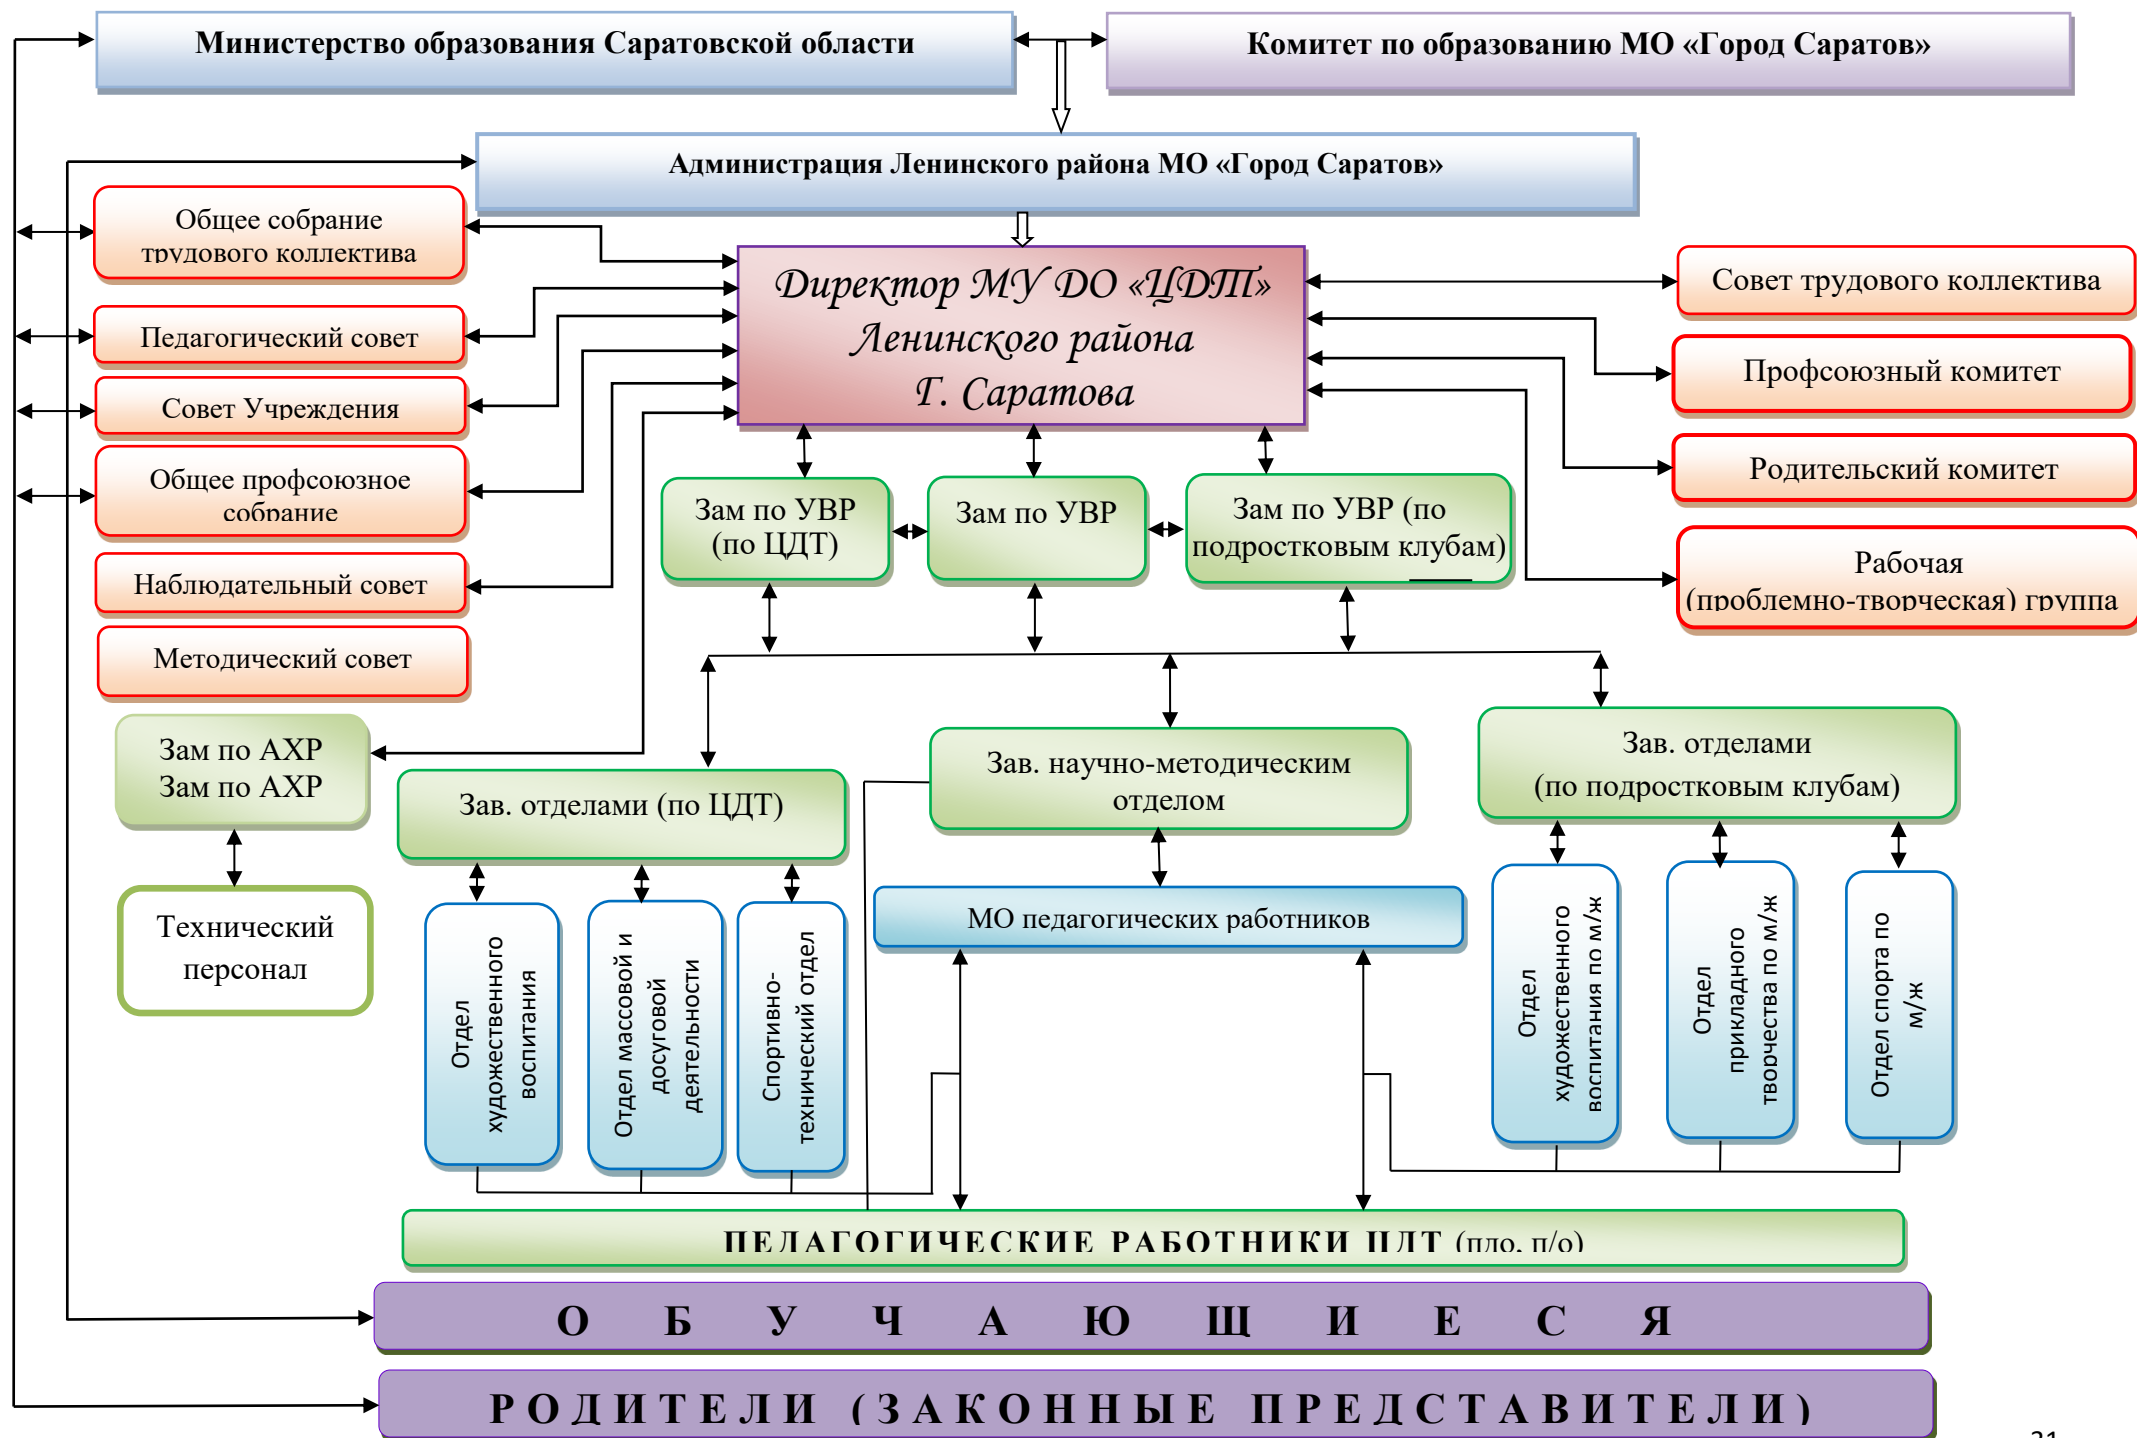 Министерство образования Саратовской области
Комитет по образованию МО «Город Саратов»
Администрация Ленинского района МО «Город Саратов»
Общее собрание
трудового коллектива
Педагогический совет
Совет Учреждения
Общее профсоюзное
собрание
Наблюдательный совет
Методический совет
Директор МУ ДО «ЦДТ»
Ленинского района
Г. Саратова
Совет трудового коллектива
Профсоюзный комитет
Родительский комитет
Рабочая
(проблемно-творческая) группа
Зам по УВР
(по ЦДТ)
Зам по УВР
Зам по УВР (по
подростковым клубам)
Зам по АХР
Зам по АХР
Технический
персонал
Зав. отделами (по ЦДТ)
Зав. научно-методическим
отделом
Зав. отделами
(по подростковым клубам)
МО педагогических работников
Отдел
художественного
воспитания
Отдел массовой и
досуговой
деятельности
Спортивно-
технический отдел
Отдел
художественного
воспитания по м/ж
Отдел
прикладного
творчества по м/ж
Отдел спорта по
м/ж
ПЕДАГОГИЧЕСКИЕ РАБОТНИКИ ЦДТ (пдо, п/о)
О Б У Ч А Ю Щ И Е С Я
Р О Д И Т Е Л И ( З А К О Н Н Ы Е П Р Е Д С Т А В И Т Е Л И )